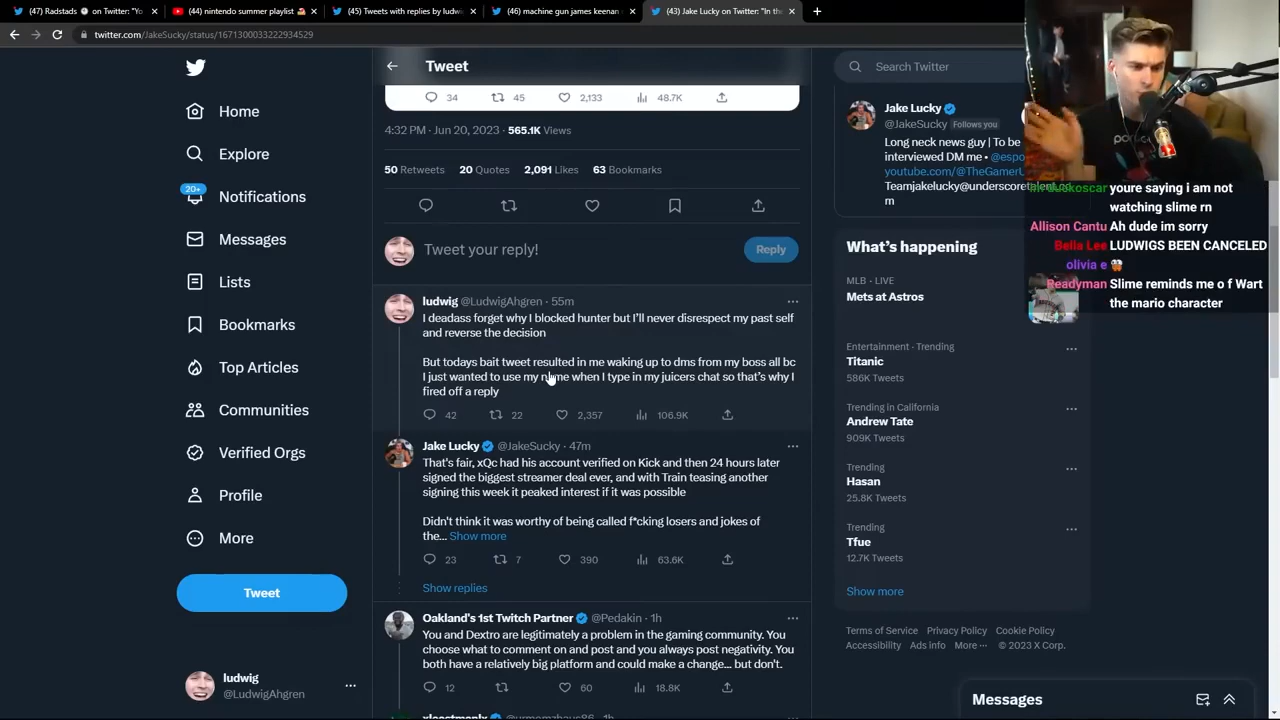 (47) Radstads on Twitter: "Yo
(44) nintendo summer playlist
(45) Tweets with replies by ludwi
(46) machine gun james keenan
(43) Jake Lucky on Twitter: "In th
twitter.com/JakeSucky/status/1671300033222934529
Home
Explore
20+
Notifications
Messages
Lists
Bookmarks
Top Articles
Communities
Verified Orgs
Profile
More
Tweet
ludwig
@LudwigAhgren
Tweet
34 45 2,133 48.7K
4:32 PM · Jun 20, 2023 · 565.1K Views
50 Retweets 20 Quotes 2,091 Likes 63 Bookmarks
Tweet your reply!
Reply
ludwig @LudwigAhgren · 55m
I deadass forget why I blocked hunter but I'll never disrespect my past self
and reverse the decision
But todays bait tweet resulted in me waking up to dms from my boss all bc
I just wanted to use my name when I type in my juicers chat so that's why I
fired off a reply
42 22 2,357 106.9K
Jake Lucky @JakeSucky · 47m
That's fair, xQc had his account verified on Kick and then 24 hours later
signed the biggest streamer deal ever, and with Train teasing another
signing this week it peaked interest if it was possible
Didn't think it was worthy of being called f*cking losers and jokes of
the... Show more
23 7 390 63.6K
Show replies
Oakland's 1st Twitch Partner @Pedakin · 1h
You and Dextro are legitimately a problem in the gaming community. You
choose what to comment on and post and you always post negativity. You
both have a relatively big platform and could make a change... but don't.
12 60 18.8K
Search Twitter
Jake Lucky
@JakeSucky Follows you
Long neck news guy | To be
interviewed DM me • @espo
youtube.com/@TheGamerU
Teamjakelucky@underscoretalent.co
m
What's happening
MLB · LIVE
Mets at Astros
Entertainment · Trending
Titanic
586K Tweets
Trending in California
Andrew Tate
909K Tweets
Trending
Hasan
25.8K Tweets
Trending
Tfue
12.7K Tweets
Show more
Terms of Service Privacy Policy Cookie Policy
Accessibility Ads info More ··· © 2023 X Corp.
Messages
youre saying i am not
watching slime rn
Allison Cantu Ah dude im sorry
Bella Lee LUDWIGS BEEN CANCELED
olivia e
Readyman Slime reminds me o f Wart
the mario character